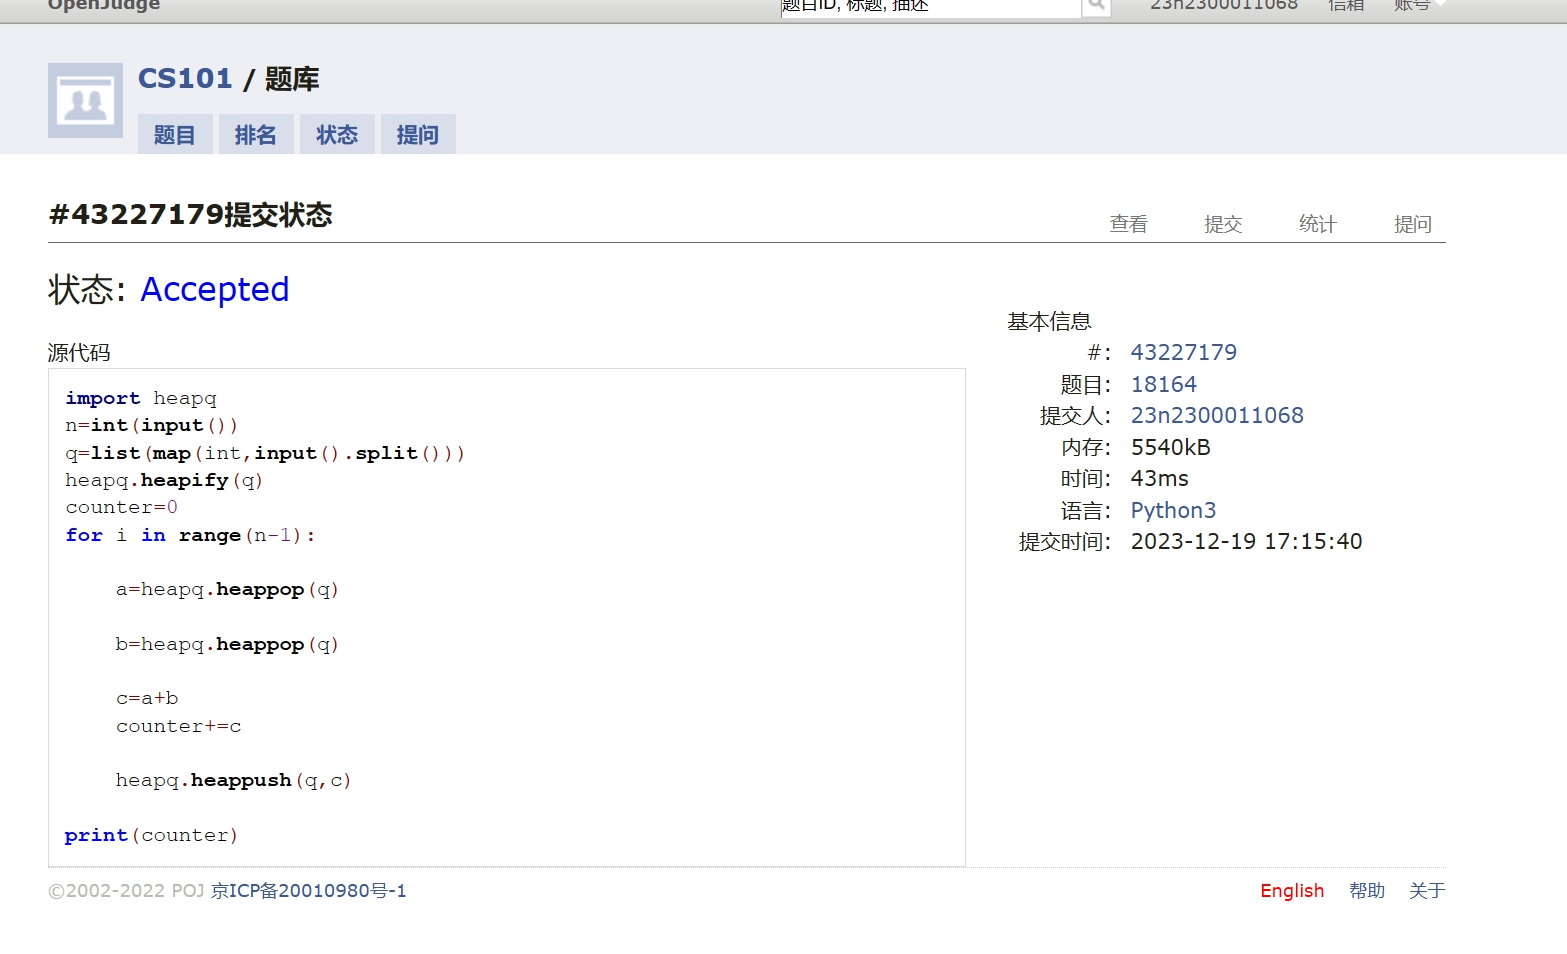 OpenJudge 题目ID, 标题, 描述 23n2300011068 信箱 账号
CS101 / 题库
题目 排名 状态 提问
#43227179提交状态 查看 提交 统计 提问
状态: Accepted
基本信息
#: 43227179
题目: 18164
提交人: 23n2300011068
内存: 5540kB
时间: 43ms
语言: Python3
提交时间: 2023-12-19 17:15:40
源代码
import heapq
n=int(input())
q=list(map(int,input().split()))
heapq.heapify(q)
counter=0
for i in range(n-1):
    a=heapq.heappop(q)
    b=heapq.heappop(q)
    c=a+b
    counter+=c
    heapq.heappush(q,c)
print(counter)
©2002-2022 POJ 京ICP备20010980号-1 English 帮助 关于